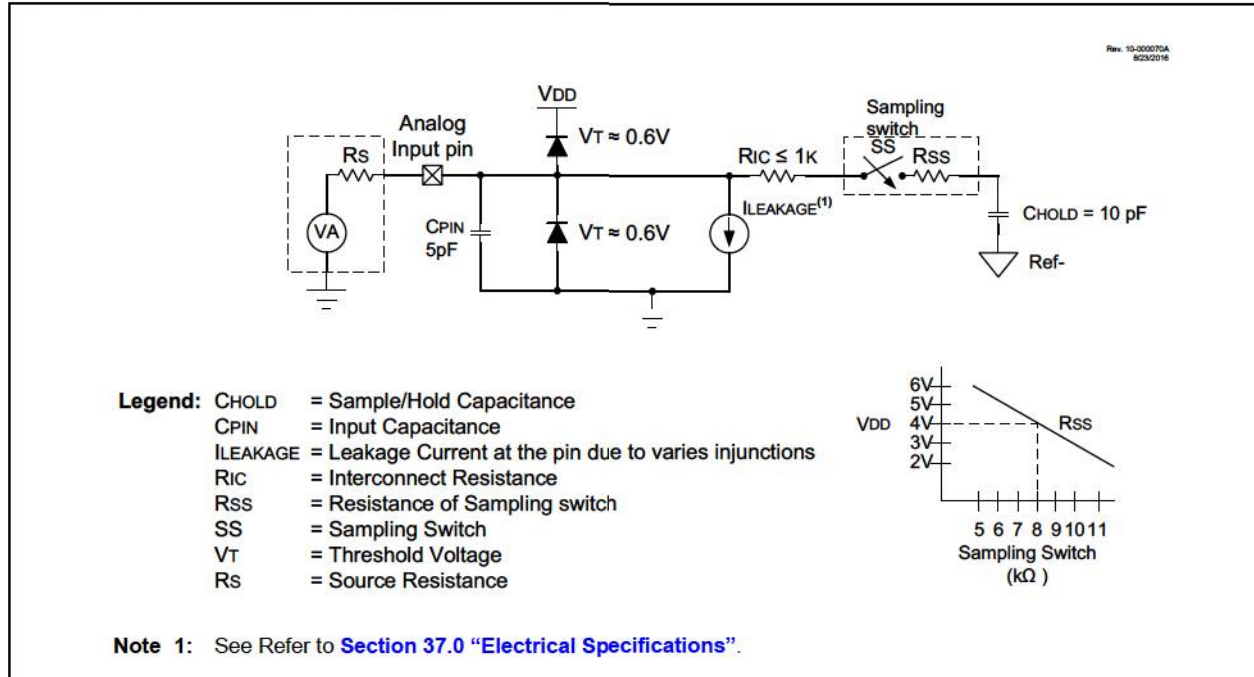 Rev. 10-000070A
8/23/2016
VDD
Sampling
switch
Analog
Input pin
VT ≈ 0.6V
SS
RSS
RS
RIC ≤ 1K
ILEAKAGE(1)
CHOLD = 10 pF
VA
CPIN
5pF
VT ≈ 0.6V
Ref-
Legend: CHOLD = Sample/Hold Capacitance
CPIN = Input Capacitance
ILEAKAGE = Leakage Current at the pin due to varies injunctions
RIC = Interconnect Resistance
RSS = Resistance of Sampling switch
SS = Sampling Switch
VT = Threshold Voltage
RS = Source Resistance
6V
5V
VDD 4V RSS
3V
2V
5 6 7 8 9 10 11
Sampling Switch
(kΩ )
Note 1: See Refer to Section 37.0 “Electrical Specifications”.